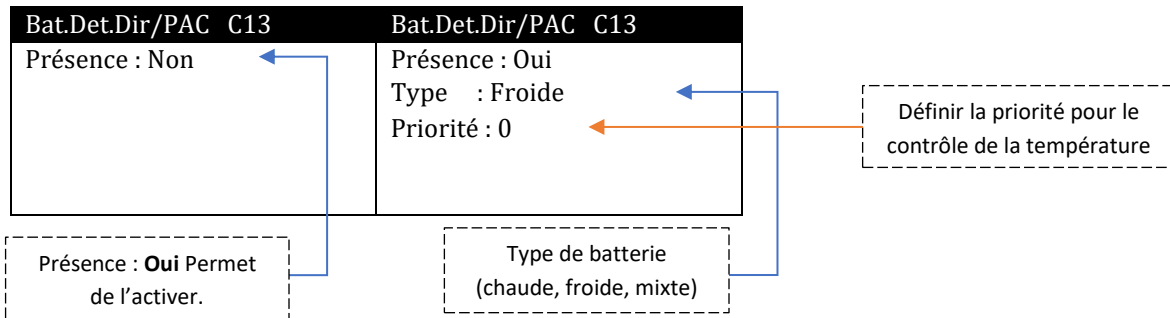 Bat.Det.Dir/PAC C13
Présence : Non
Bat.Det.Dir/PAC C13
Présence : Oui
Type : Froide
Priorité : 0
Définir la priorité pour le
contrôle de la température
Présence : Oui Permet
de l’activer.
Type de batterie
(chaude, froide, mixte)